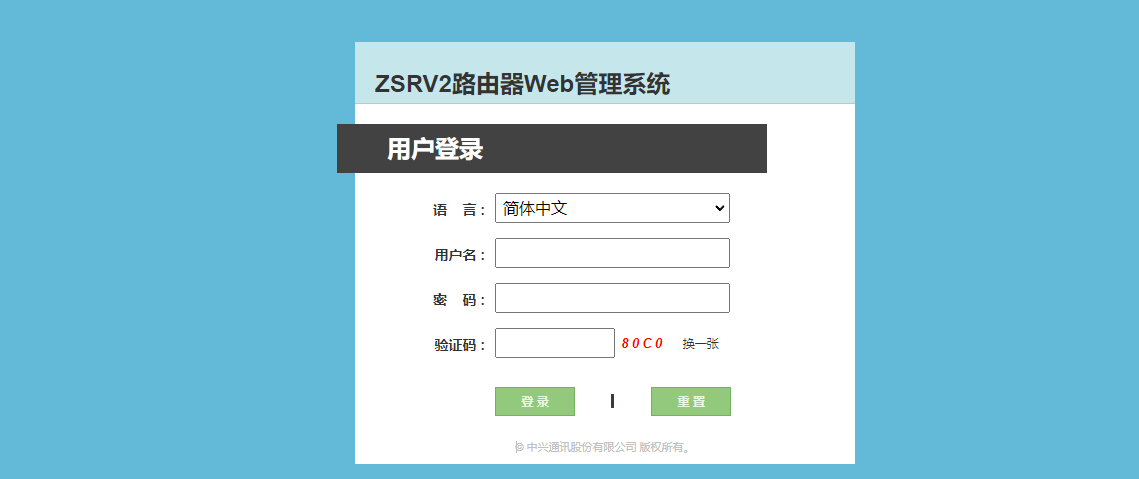 ZSRV2路由器Web管理系统
用户登录
语 言： 简体中文
用户名：
密 码：
验证码： 80C0 换一张
登 录 | 重 置
© 中兴通讯股份有限公司 版权所有。